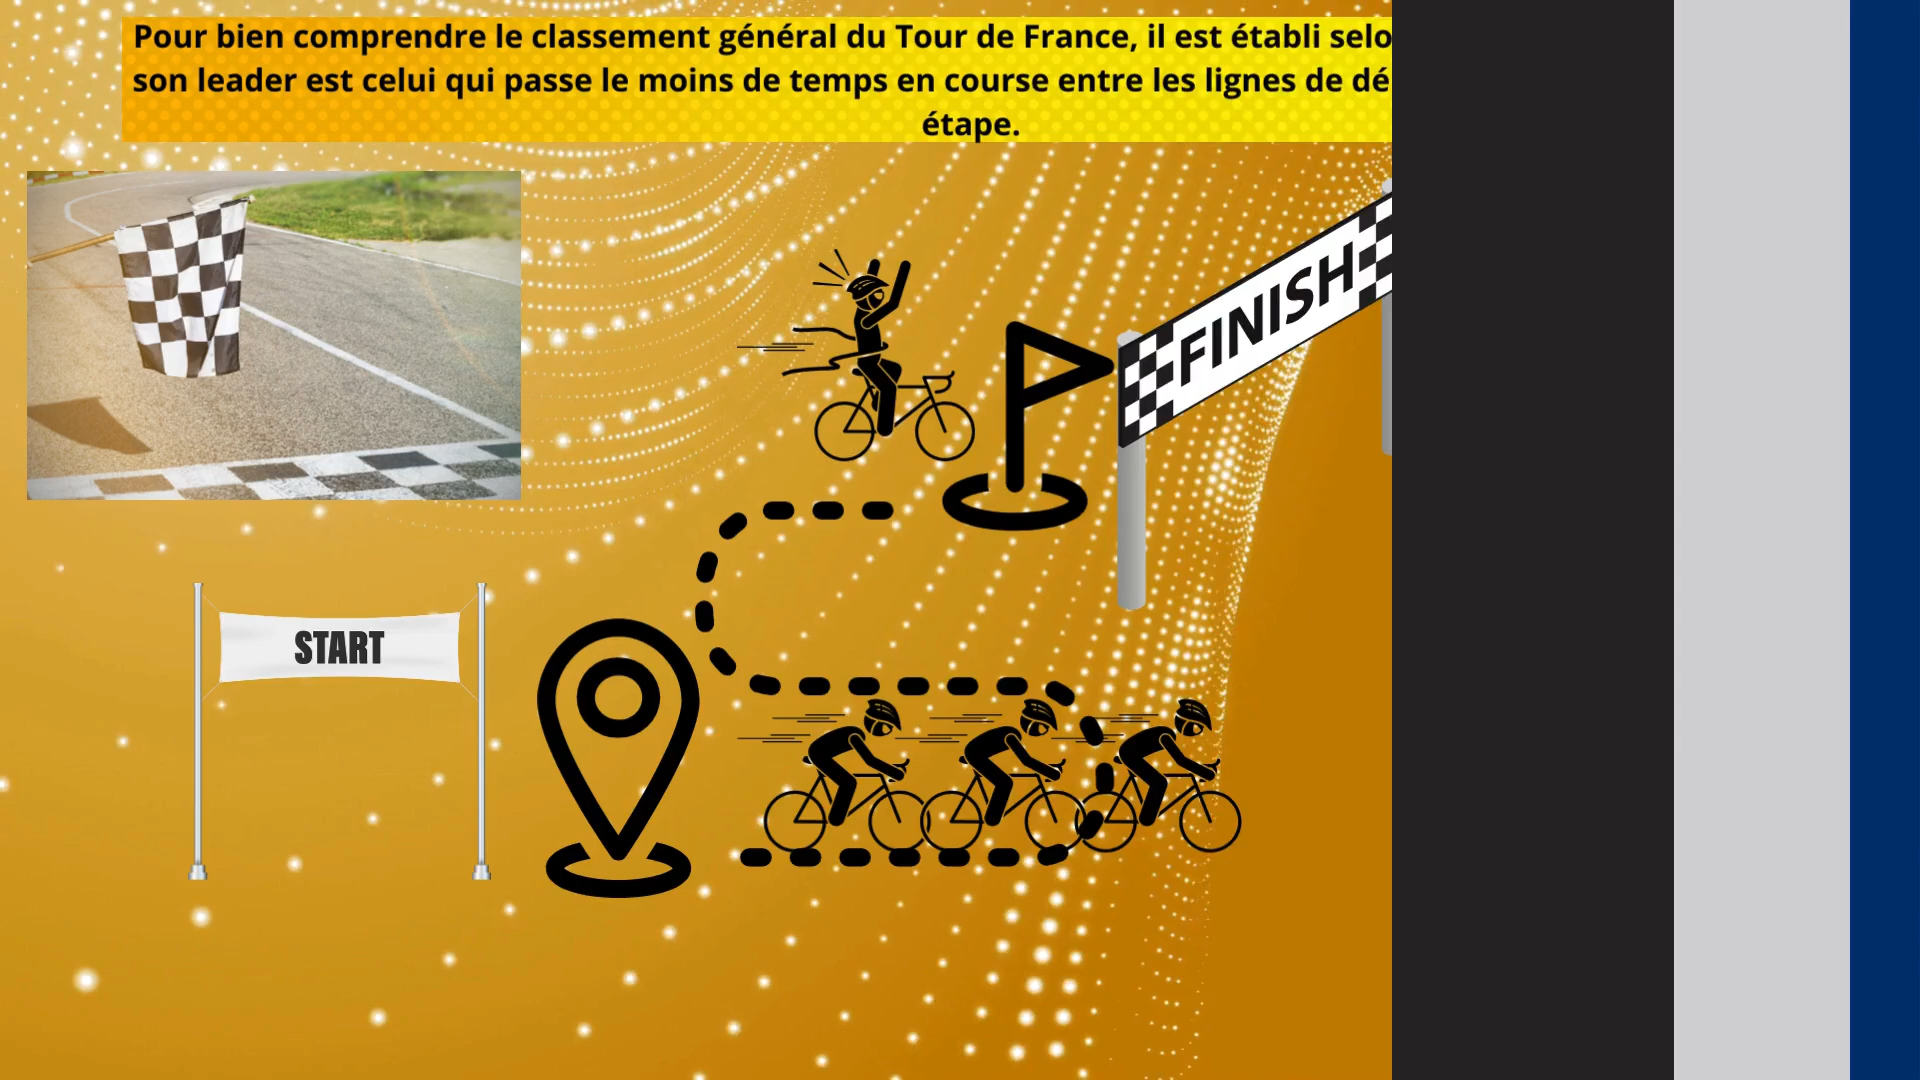 Pour bien comprendre le classement général du Tour de France, il est établi selo
son leader est celui qui passe le moins de temps en course entre les lignes de dé
étape.
FINISH
START